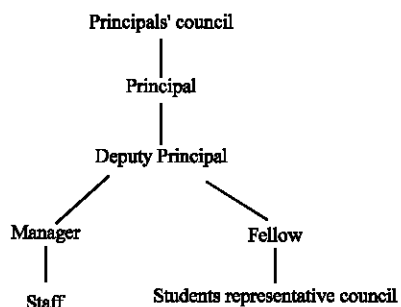 Principals' council
Principal
Deputy Principal
Manager
Fellow
Staff
Students representative council